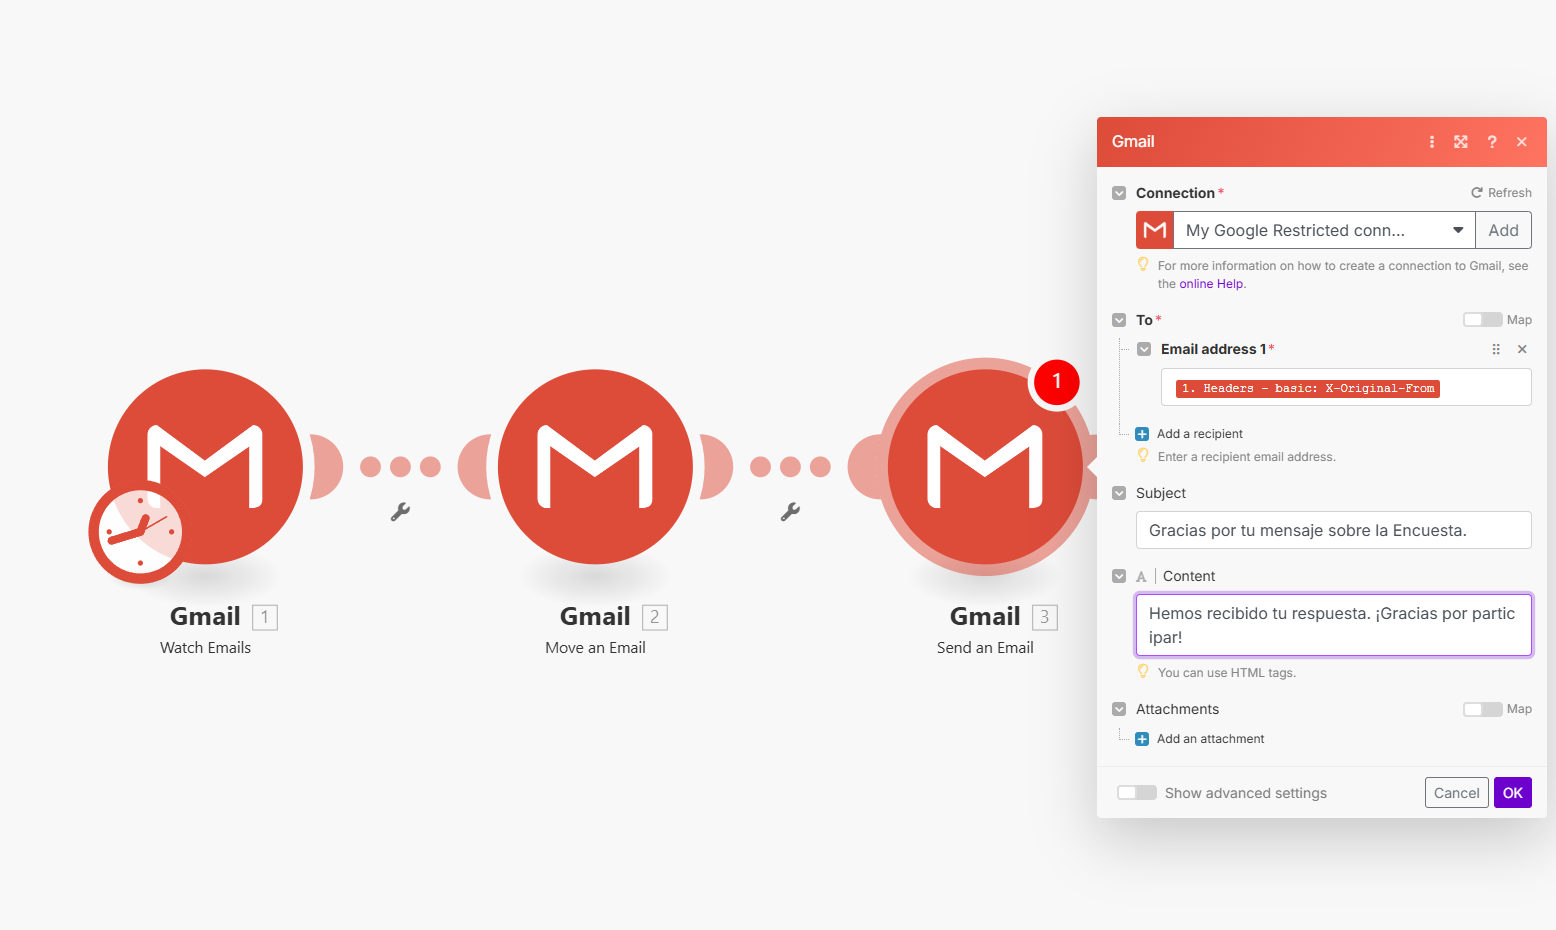 Gmail
Connection *
Refresh
My Google Restricted conn...
Add
For more information on how to create a connection to Gmail, see
the online Help.
To *
Map
Email address 1 *
1. Headers - basic: X-Original-From
Add a recipient
Enter a recipient email address.
Subject
Gracias por tu mensaje sobre la Encuesta.
A | Content
Hemos recibido tu respuesta. ¡Gracias por partic
ipar!
You can use HTML tags.
Attachments
Map
Add an attachment
Show advanced settings
Cancel
OK
1
Gmail 1
Watch Emails
Gmail 2
Move an Email
Gmail 3
Send an Email